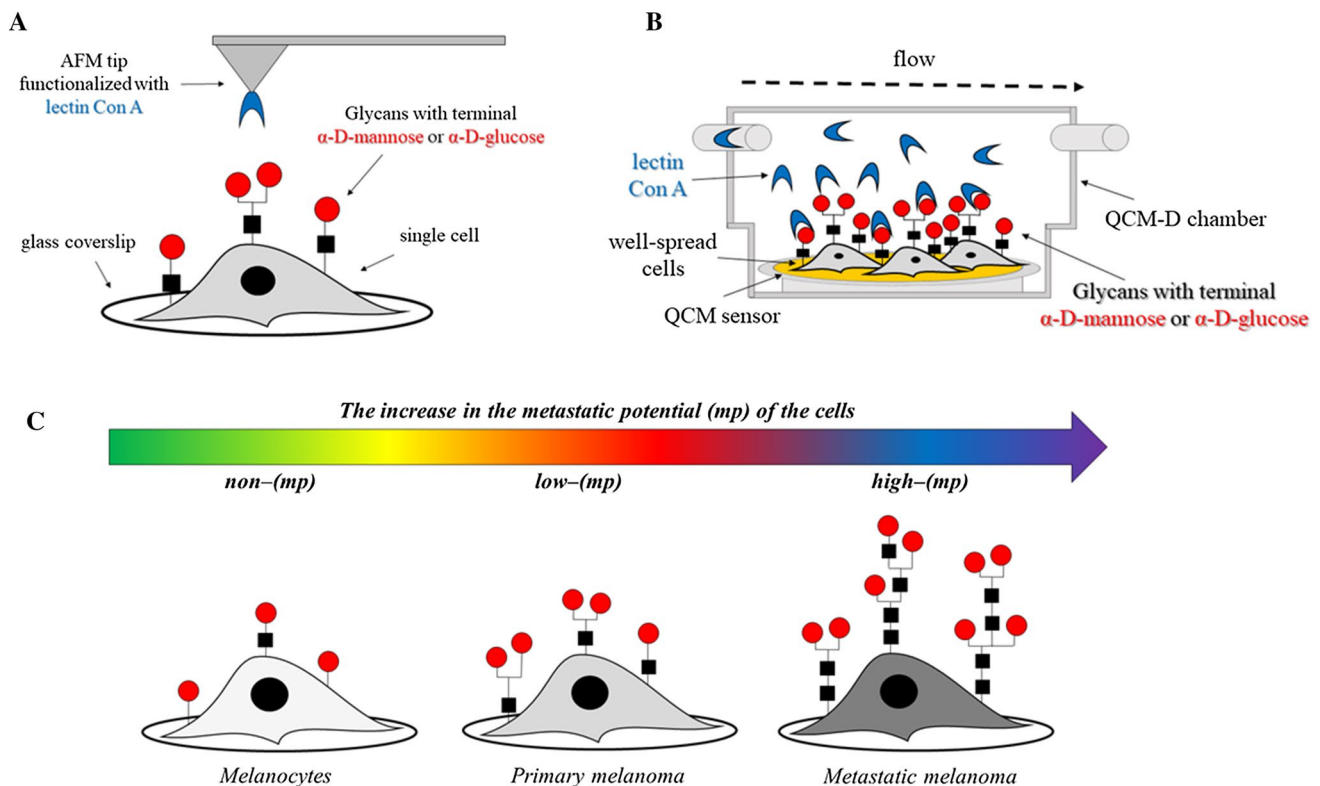 A
AFM tip
functionalized with
lectin Con A
Glycans with terminal
α-D-mannose or α-D-glucose
glass coverslip
single cell
B
flow
lectin
Con A
QCM-D chamber
well-spread
cells
QCM sensor
Glycans with terminal
α-D-mannose or α-D-glucose
C
The increase in the metastatic potential (mp) of the cells
non–(mp)
low–(mp)
high–(mp)
Melanocytes
Primary melanoma
Metastatic melanoma